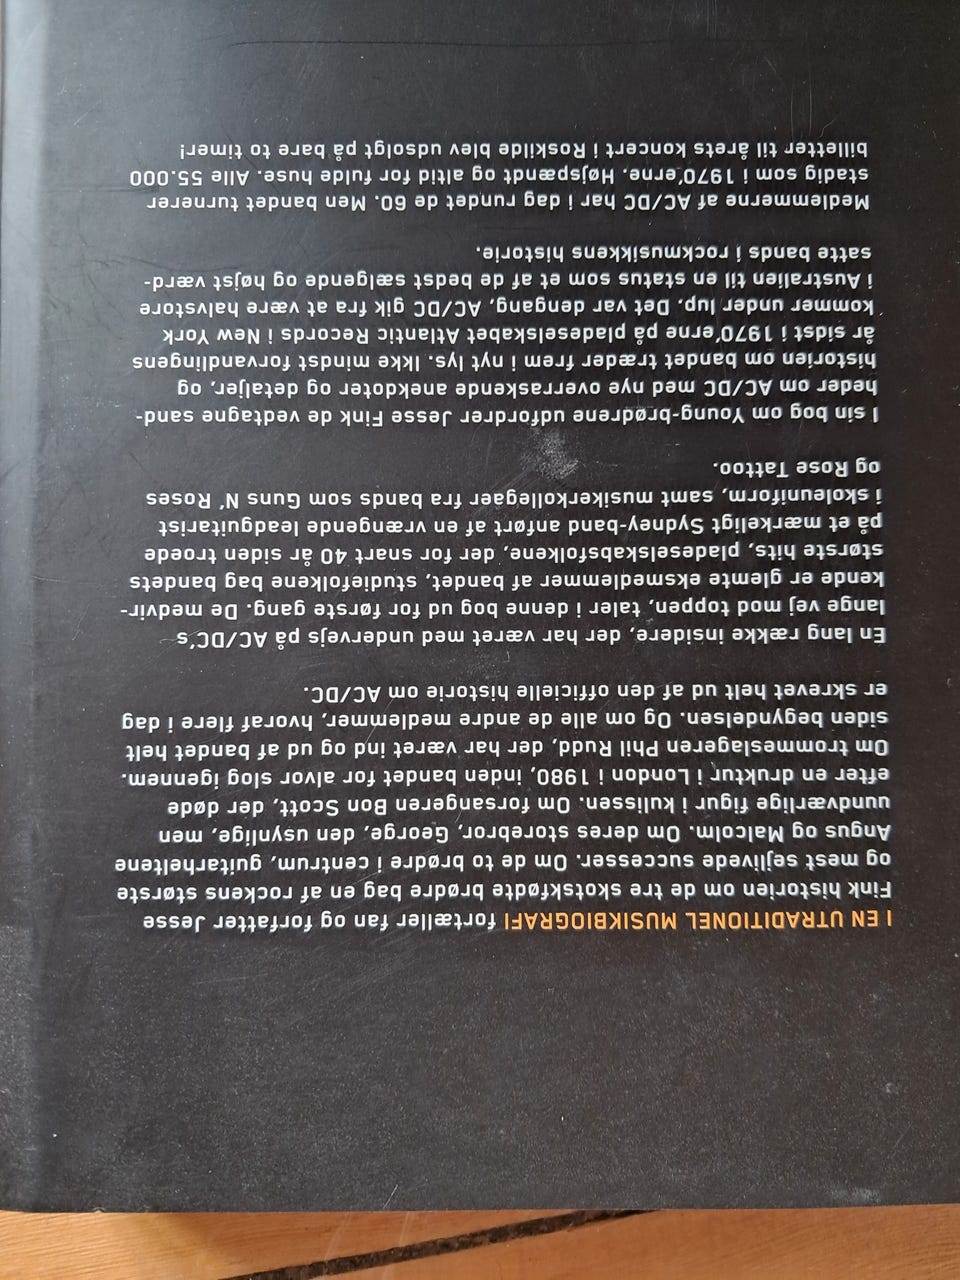 I EN UTRADITIONEL MUSIKBIOGRAFI fortæller fan og forfatter Jesse
Fink historien om de tre skotskfødte brødre bag en af rockens største
og mest sejlivede successer. Om de to brødre i centrum, guitarheltene
Angus og Malcolm. Om deres storebror, George, den usynlige, men
uundværlige figur i kulissen. Om forsangeren Bon Scott, der døde
efter en druktur i London i 1980, inden bandet for alvor slog igennem.
Om trommeslageren Phil Rudd, der har været ind og ud af bandet helt
siden begyndelsen. Og om alle de andre medlemmer, hvoraf flere i dag
er skrevet helt ud af den officielle historie om AC/DC.
En lang række insidere, der har været med undervejs på AC/DC's
lange vej mod toppen, taler i denne bog ud for første gang. De medvir-
kende er glemte eksmedlemmer af bandet, studiefolkene bag bandets
største hits, pladeselskabsfolkene, der for snart 40 år siden troede
på et mærkeligt Sydney-band anført af en vrængende leadguitarist
i skoleuniform, samt musikerkollegaer fra bands som Guns N' Roses
og Rose Tattoo.
I sin bog om Young-brødrene udfordrer Jesse Fink de vedtagne sand-
heder om AC/DC med nye overraskende anekdoter og detaljer, og
historien om bandet træder frem i nyt lys. Ikke mindst forvandlingens
år sidst i 1970'erne på pladeselskabet Atlantic Records i New York
kommer under lup. Det var dengang, AC/DC gik fra at være halvstore
i Australien til en status som et af de bedst sælgende og højst værd-
satte bands i rockmusikkens historie.
Medlemmerne af AC/DC har i dag rundet de 60. Men bandet turnerer
stadig som i 1970'erne. Højspændt og altid for fulde huse. Alle 55.000
billetter til årets koncert i Roskilde blev udsolgt på bare to timer!